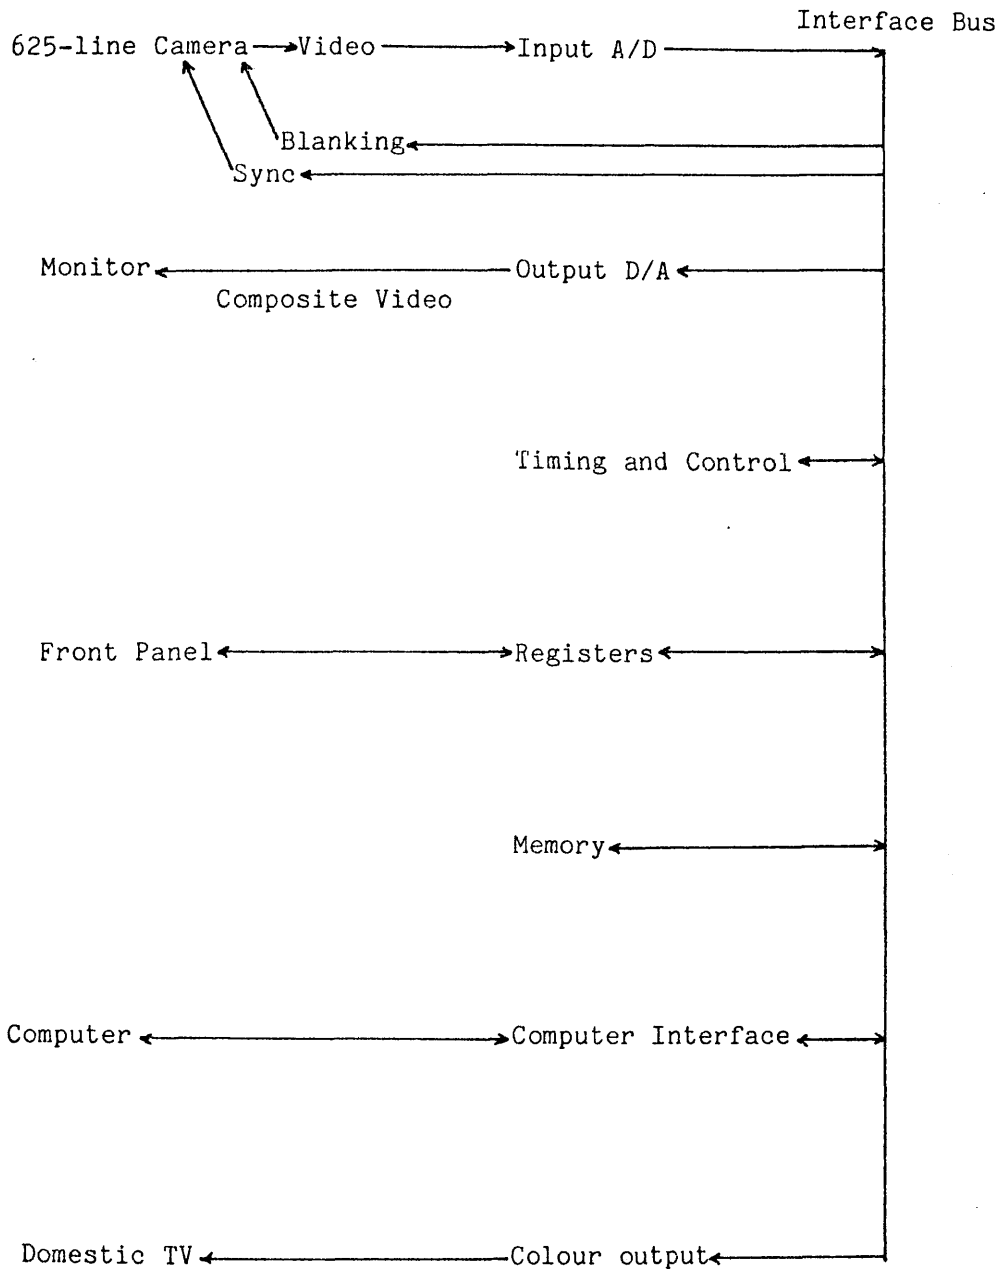 Interface Bus
625-line Camera Video Input A/D
Blanking
Sync
Monitor Output D/A
Composite Video
Timing and Control
Front Panel Registers
Memory
Computer Computer Interface
Domestic TV Colour output